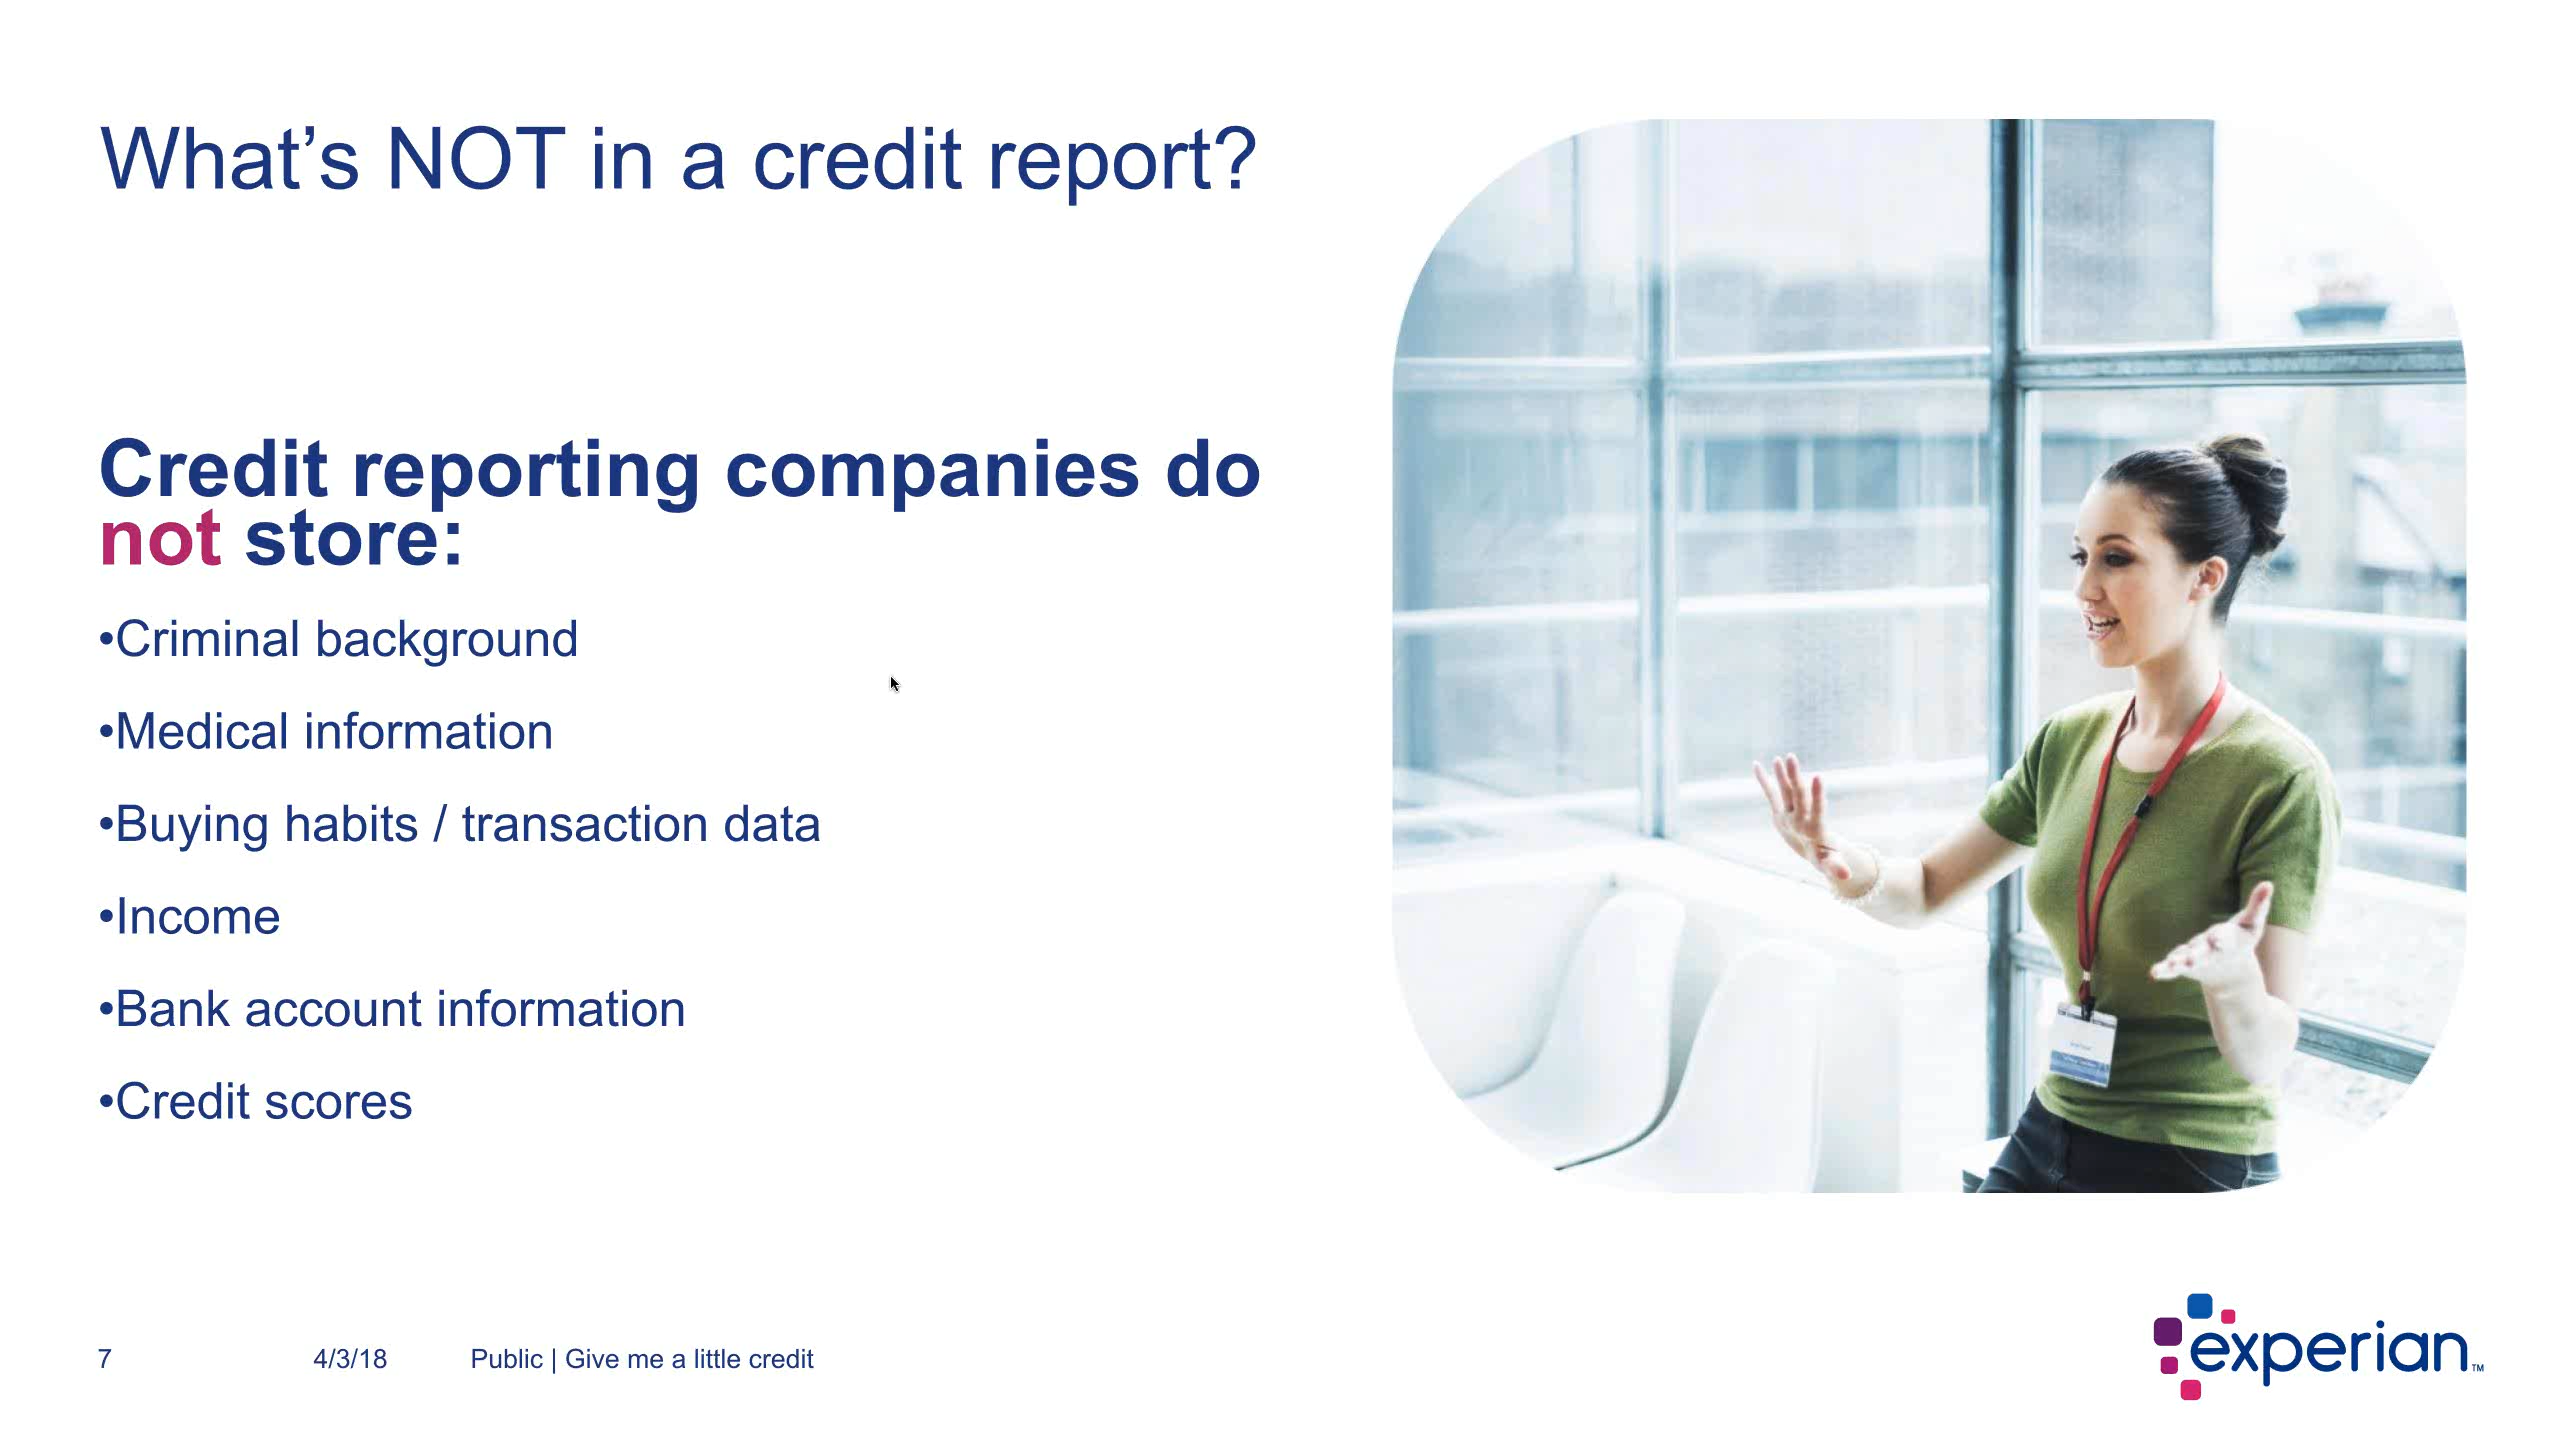 What’s NOT in a credit report?
Credit reporting companies do
not store:
•Criminal background
•Medical information
•Buying habits / transaction data
•Income
•Bank account information
•Credit scores
7 4/3/18 Public | Give me a little credit
experian™